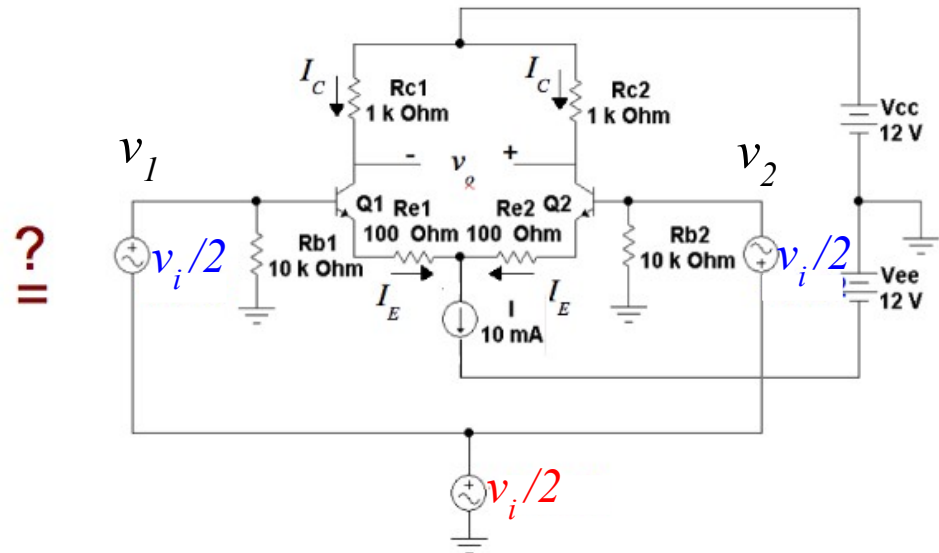 I_C
I_C
Rc1
1 k Ohm
Rc2
1 k Ohm
Vcc
12 V
v_1
- v_o +
v_2
?
=
Q1
Re1
100 Ohm
Re2
100 Ohm
Q2
v_i/2
Rb1
10 k Ohm
Rb2
10 k Ohm
v_i/2
Vee
12 V
I_E
I_E
I
10 mA
v_i/2